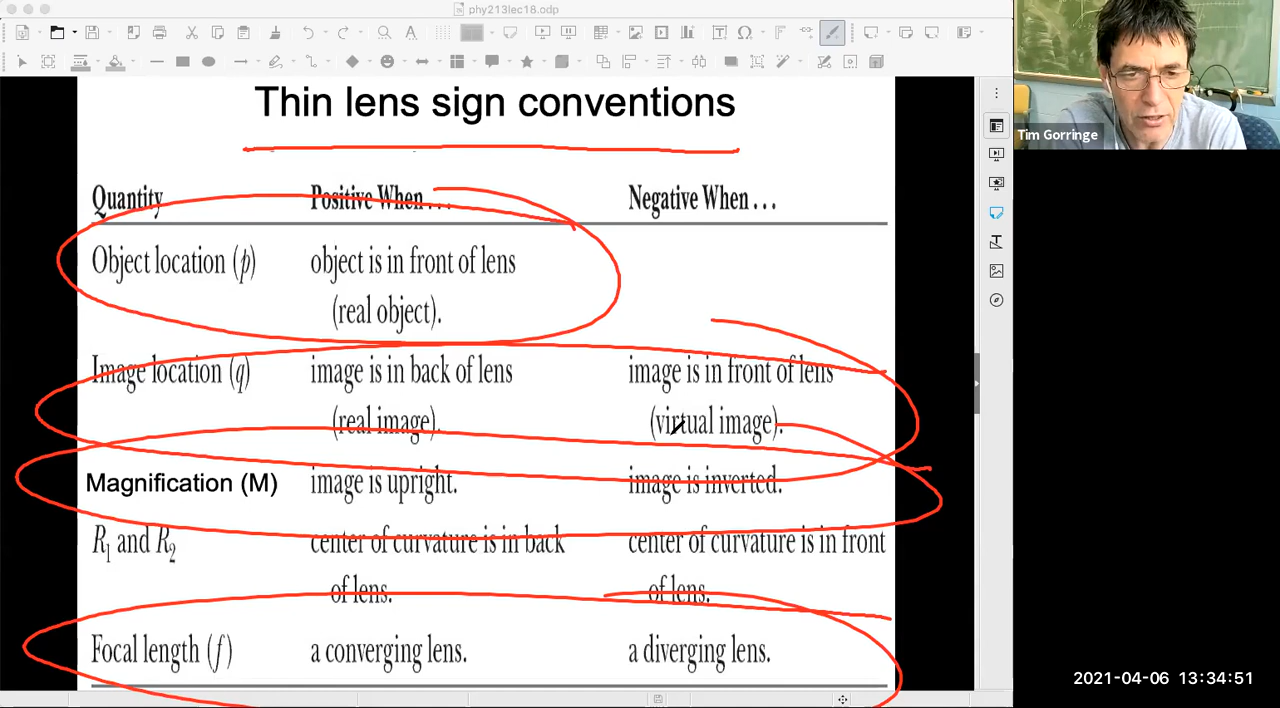 phy213lec18.odp
Thin lens sign conventions
Quantity Positive When . . . Negative When . . .
Object location (p) object is in front of lens
(real object).
Image location (q) image is in back of lens image is in front of lens
(real image). (virtual image).
Magnification (M) image is upright. image is inverted.
R1 and R2 center of curvature is in back center of curvature is in front
of lens. of lens.
Focal length (f) a converging lens. a diverging lens.
Tim Gorringe
2021-04-06 13:34:51